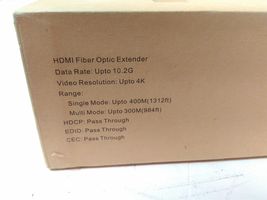 HDMI Fiber Optic Extender
Data Rate: Upto 10.2G
Video Resolution: Upto 4K
Range:
Single Mode: Upto 400M(1312ft)
Multi Mode: Upto 300M(984ft)
HDCP: Pass Through
EDID: Pass Through
CEC: Pass Through